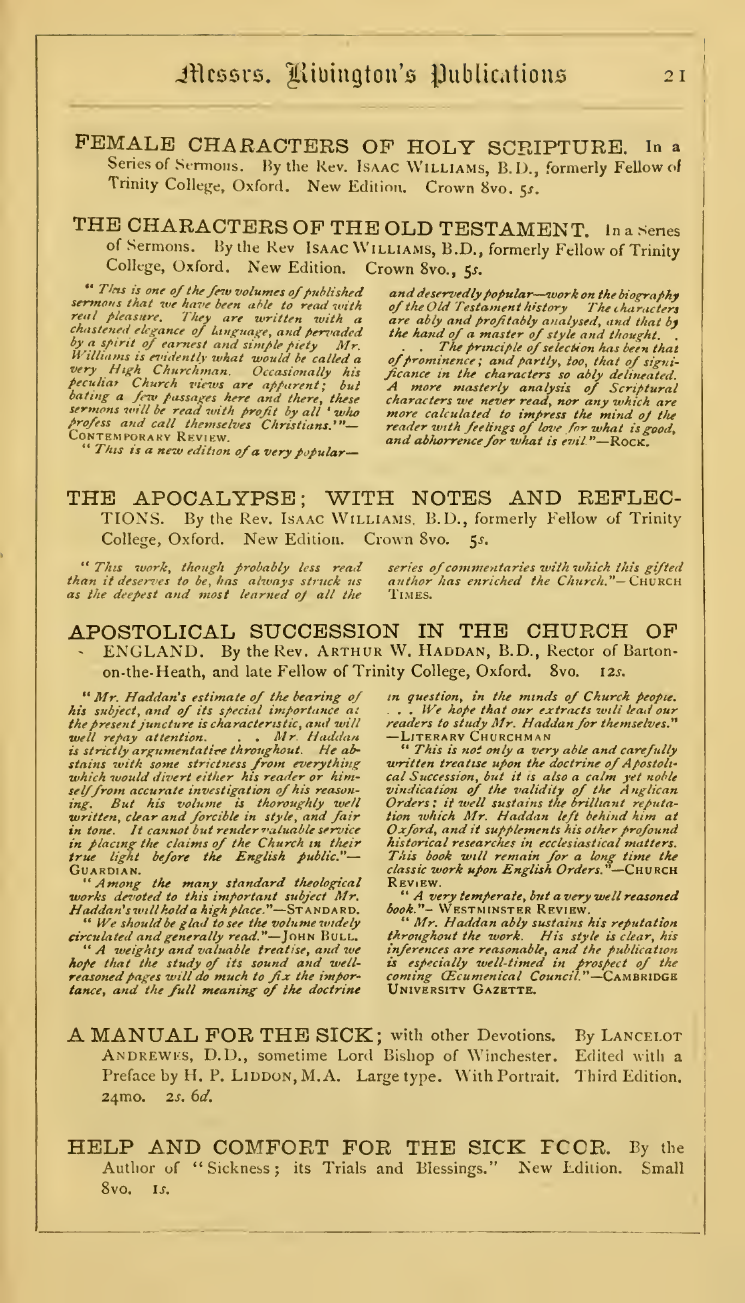 Messrs. Rivington's Publications 21
FEMALE CHARACTERS OF HOLY SCRIPTURE. In a
Series of Sermons. By the Rev. ISAAC WILLIAMS, B.D., formerly Fellow of
Trinity College, Oxford. New Edition. Crown 8vo. 5s.
THE CHARACTERS OF THE OLD TESTAMENT. In a Series
of Sermons. By the Rev ISAAC WILLIAMS, B.D., formerly Fellow of Trinity
College, Oxford. New Edition. Crown 8vo., 5s.
"This is one of the few volumes of published
sermons that we have been able to read with
real pleasure. They are written with a
chastened elegance of language, and pervaded
by a spirit of earnest and simple piety Mr.
Williams is evidently what would be called a
very High Churchman. Occasionally his
peculiar Church views are apparent; but
bating a few passages here and there, these
sermons will be read with profit by all 'who
profess and call themselves Christians.'"—
CONTEMPORARY REVIEW.
"This is a new edition of a very popular—
and deservedly popular—work on the biography
of the Old Testament history The characters
are ably and profitably analysed, and that by
the hand of a master of style and thought. .
. . The principle of selection has been that
of prominence; and partly, too, that of signi-
ficance in the characters so ably delineated.
A more masterly analysis of Scriptural
characters we never read, nor any which are
more calculated to impress the mind of the
reader with feelings of love for what is good,
and abhorrence for what is evil"—ROCK.
THE APOCALYPSE; WITH NOTES AND REFLEC-
TIONS. By the Rev. ISAAC WILLIAMS, B.D., formerly Fellow of Trinity
College, Oxford. New Edition. Crown 8vo. 5s.
"This work, though probably less read
than it deserves to be, has always struck us
as the deepest and most learned of all the
series of commentaries with which this gifted
author has enriched the Church."—CHURCH
TIMES.
APOSTOLICAL SUCCESSION IN THE CHURCH OF
ENGLAND. By the Rev. ARTHUR W. HADDAN, B.D., Rector of Barton-
on-the-Heath, and late Fellow of Trinity College, Oxford. 8vo. 12s.
"Mr. Haddan's estimate of the bearing of
his subject, and of its special importance at
the present juncture is characteristic, and will
well repay attention. . . Mr. Haddan
is strictly argumentative throughout. He ab-
stains with some strictness from everything
which would divert either his reader or him-
self from accurate investigation of his reason-
ing. But his volume is thoroughly well
written, clear and forcible in style, and fair
in tone. It cannot but render valuable service
in placing the claims of the Church in their
true light before the English public."—
GUARDIAN.
"Among the many standard theological
works devoted to this important subject Mr.
Haddan's will hold a high place."—STANDARD.
"We should be glad to see the volume widely
circulated and generally read."—JOHN BULL.
"A weighty and valuable treatise, and we
hope that the study of its sound and well-
reasoned pages will do much to fix the impor-
tance, and the full meaning of the doctrine
in question, in the minds of Church people.
. . . We hope that our extracts will lead our
readers to study Mr. Haddan for themselves."
—LITERARY CHURCHMAN
"This is not only a very able and carefully
written treatise upon the doctrine of Apostoli-
cal Succession, but it is also a calm yet noble
vindication of the validity of the Anglican
Orders; it well sustains the brilliant reputa-
tion which Mr. Haddan left behind him at
Oxford, and it supplements his other profound
historical researches in ecclesiastical matters.
This book will remain for a long time the
classic work upon English Orders."—CHURCH
REVIEW.
"A very temperate, but a very well reasoned
book."—WESTMINSTER REVIEW.
"Mr. Haddan ably sustains his reputation
throughout the work. His style is clear, his
inferences are reasonable, and the publication
is especially well-timed in prospect of the
coming Œcumenical Council."—CAMBRIDGE
UNIVERSITY GAZETTE.
A MANUAL FOR THE SICK; with other Devotions. By LANCELOT
ANDREWES, D.D., sometime Lord Bishop of Winchester. Edited with a
Preface by H. P. LIDDON, M.A. Large type. With Portrait. Third Edition.
24mo. 2s. 6d.
HELP AND COMFORT FOR THE SICK POOR. By the
Author of "Sickness; its Trials and Blessings." New Edition. Small
8vo. 1s.